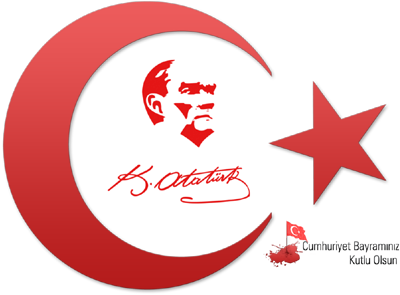 K. Atatürk
Cumhuriyet Bayramınız
Kutlu Olsun